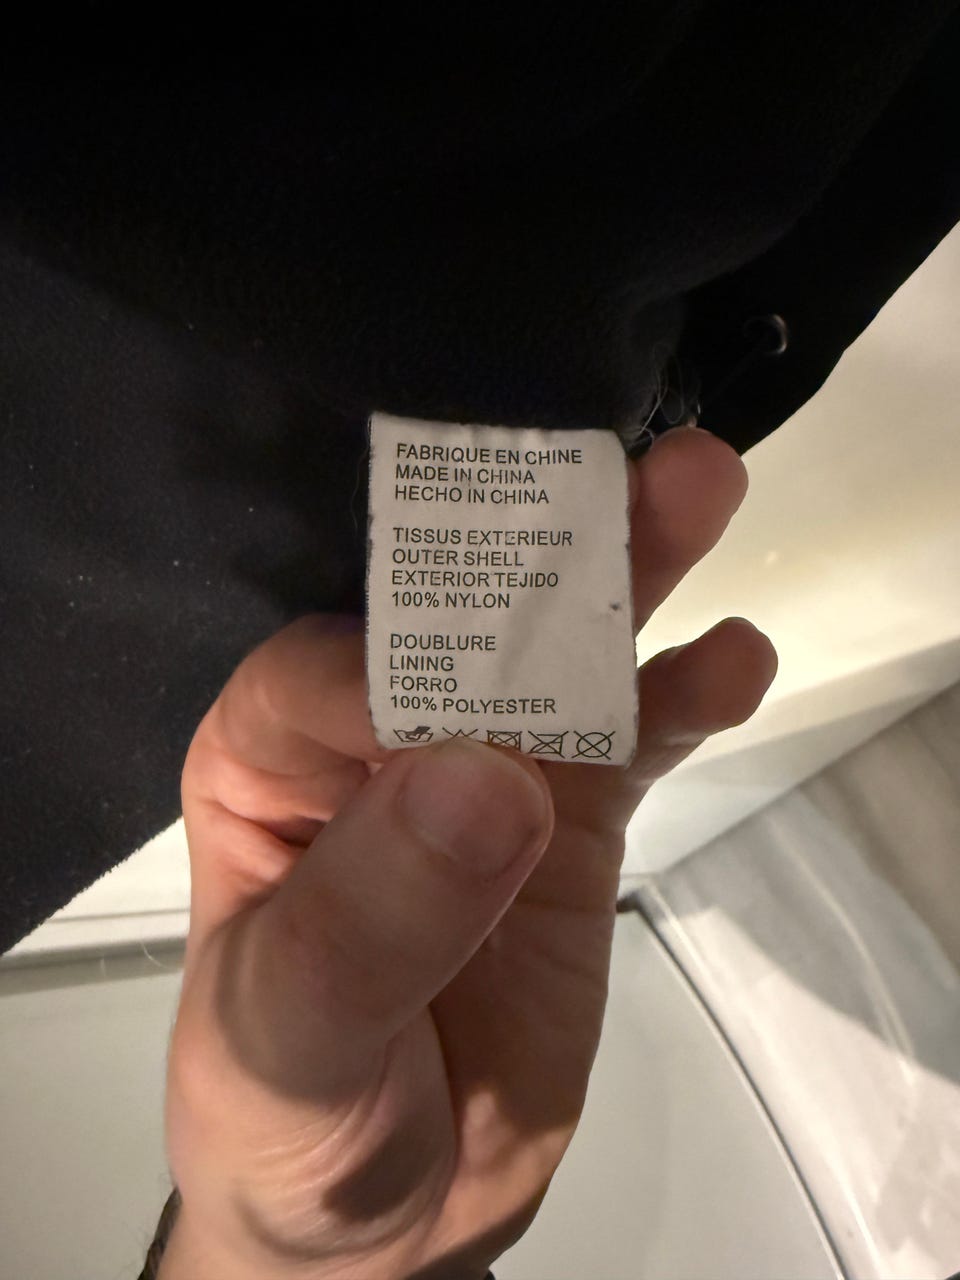 FABRIQUE EN CHINE
MADE IN CHINA
HECHO IN CHINA
TISSUS EXTERIEUR
OUTER SHELL
EXTERIOR TEJIDO
100% NYLON
DOUBLURE
LINING
FORRO
100% POLYESTER